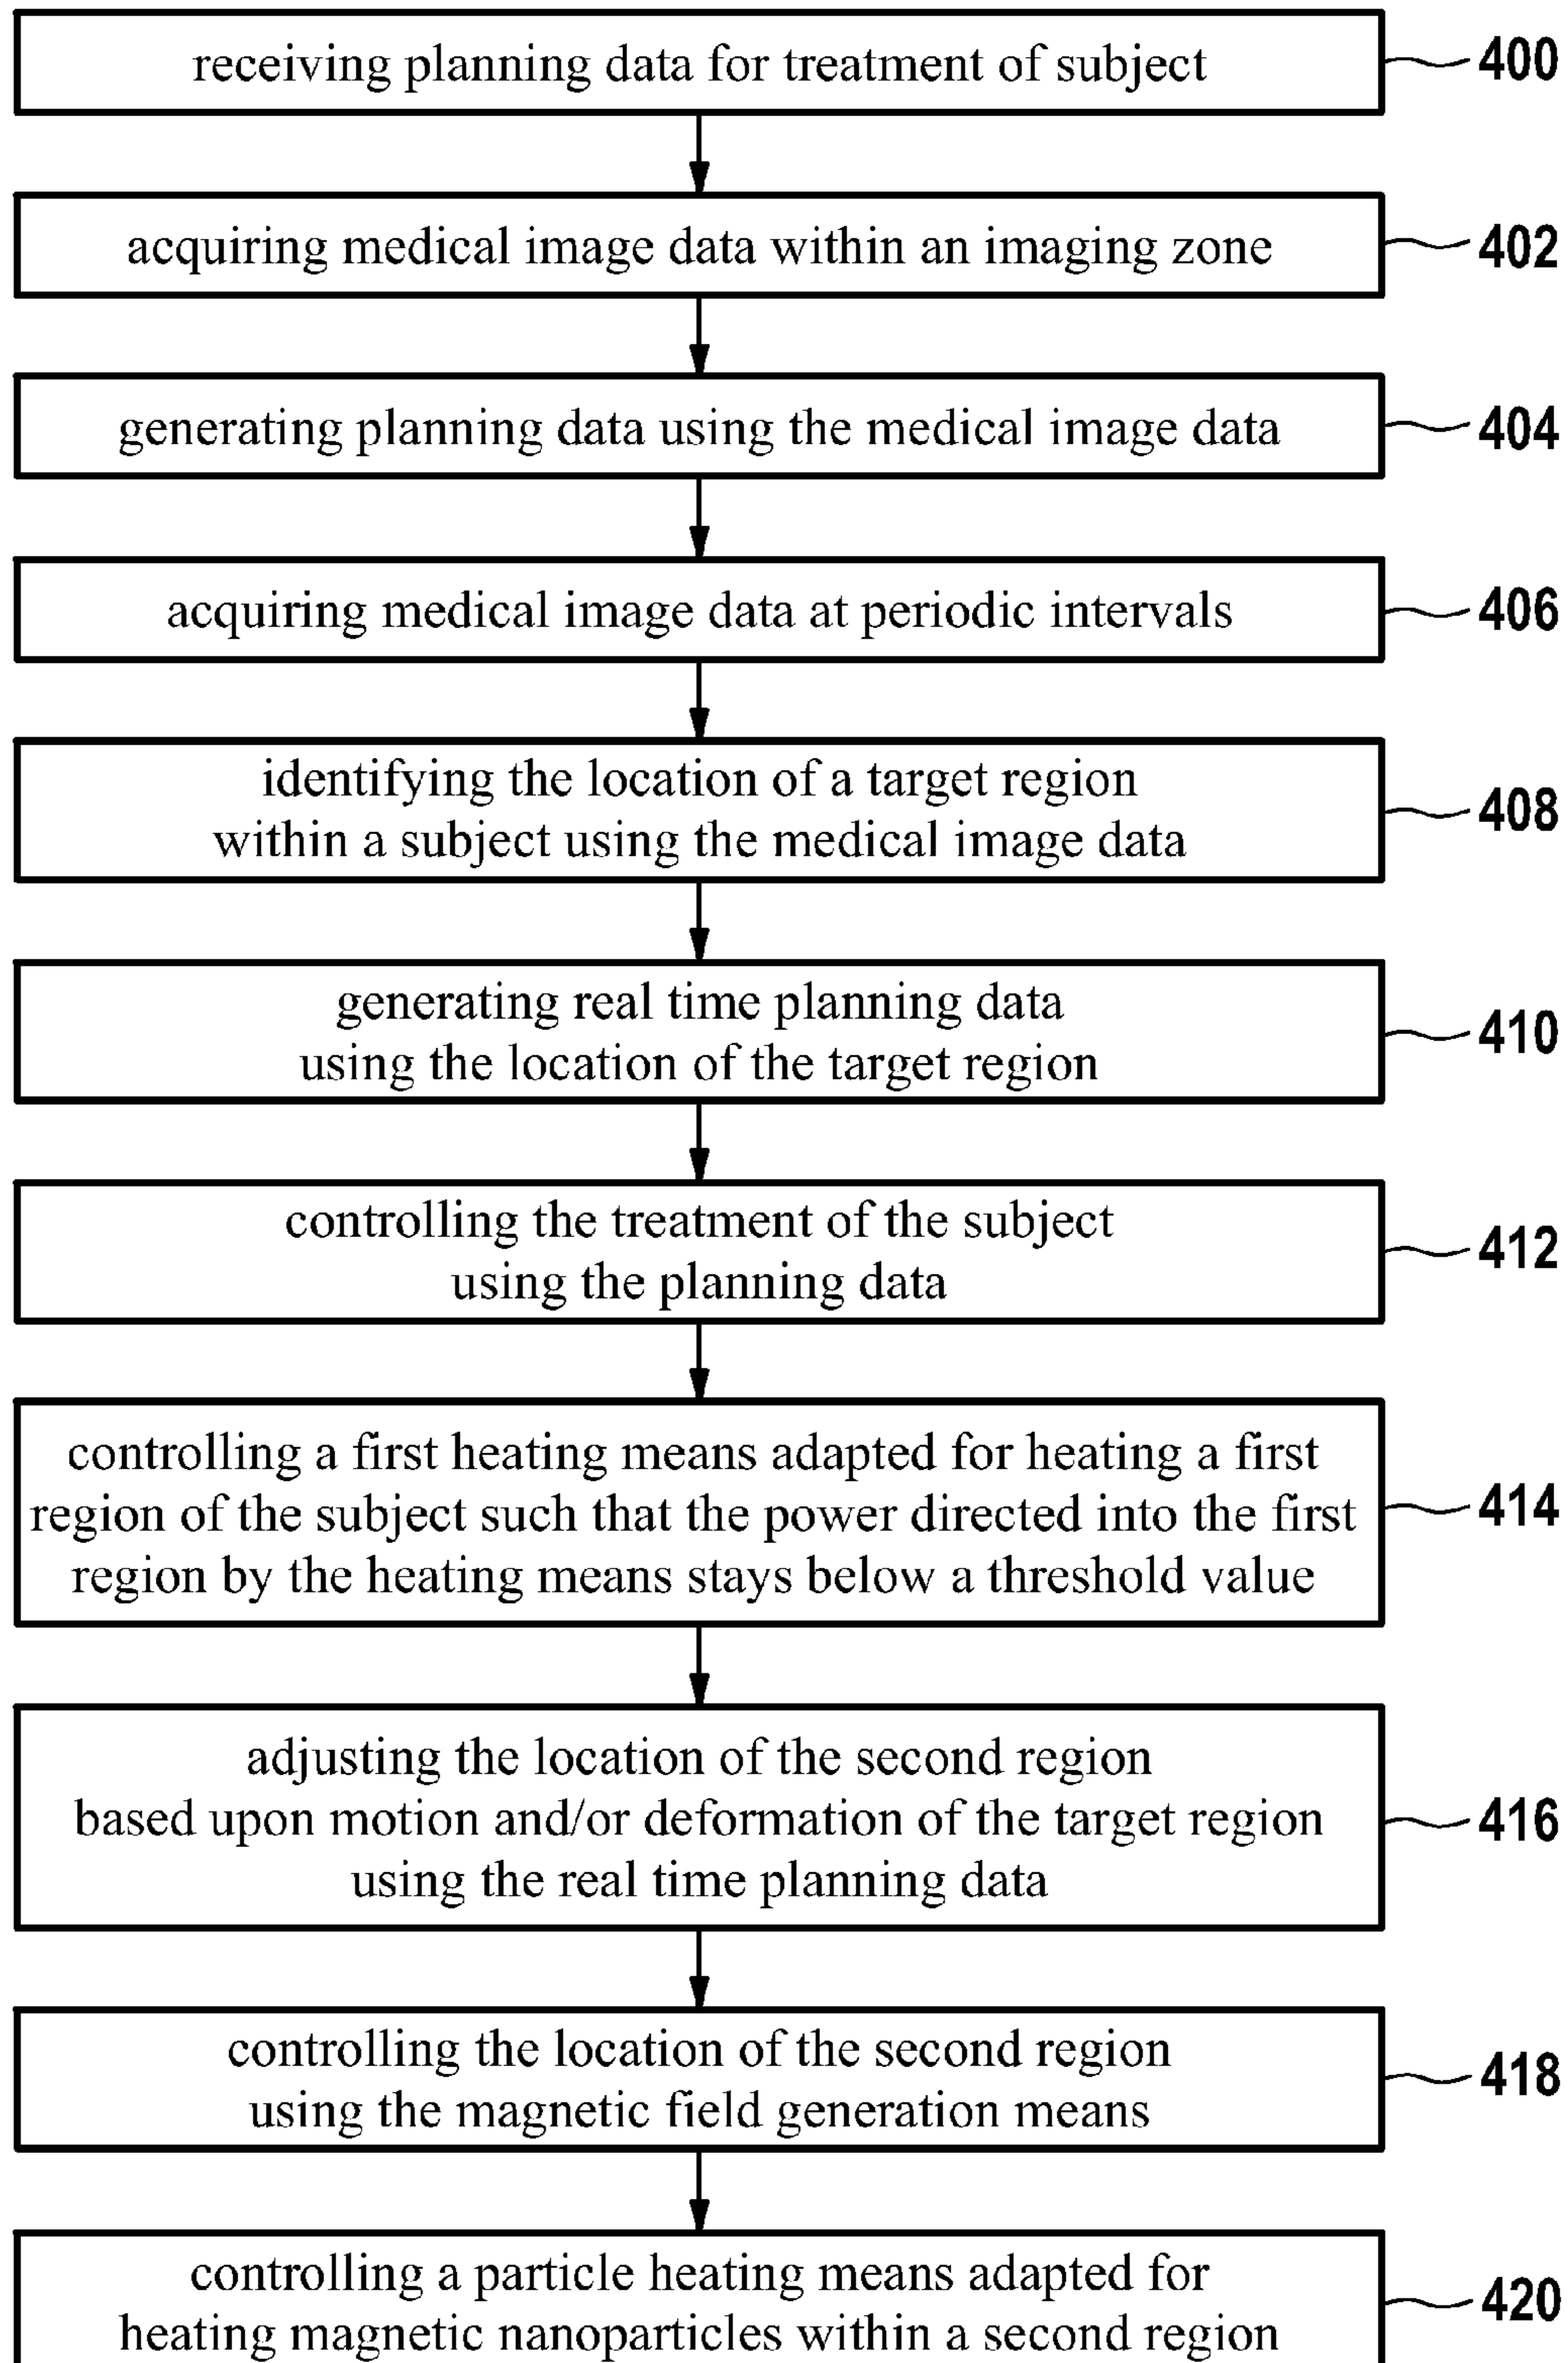 receiving planning data for treatment of subject
400
acquiring medical image data within an imaging zone
402
generating planning data using the medical image data
404
acquiring medical image data at periodic intervals
406
identifying the location of a target region
within a subject using the medical image data
408
generating real time planning data
using the location of the target region
410
controlling the treatment of the subject
using the planning data
412
controlling a first heating means adapted for heating a first
region of the subject such that the power directed into the first
region by the heating means stays below a threshold value
414
adjusting the location of the second region
based upon motion and/or deformation of the target region
using the real time planning data
416
controlling the location of the second region
using the magnetic field generation means
418
controlling a particle heating means adapted for
heating magnetic nanoparticles within a second region
420